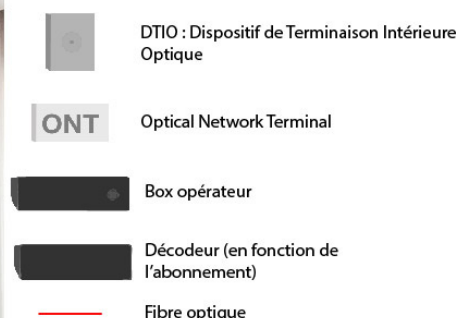 DTIO : Dispositif de Terminaison Intérieure
Optique
ONT
Optical Network Terminal
Box opérateur
Décodeur (en fonction de
l'abonnement)
Fibre optique